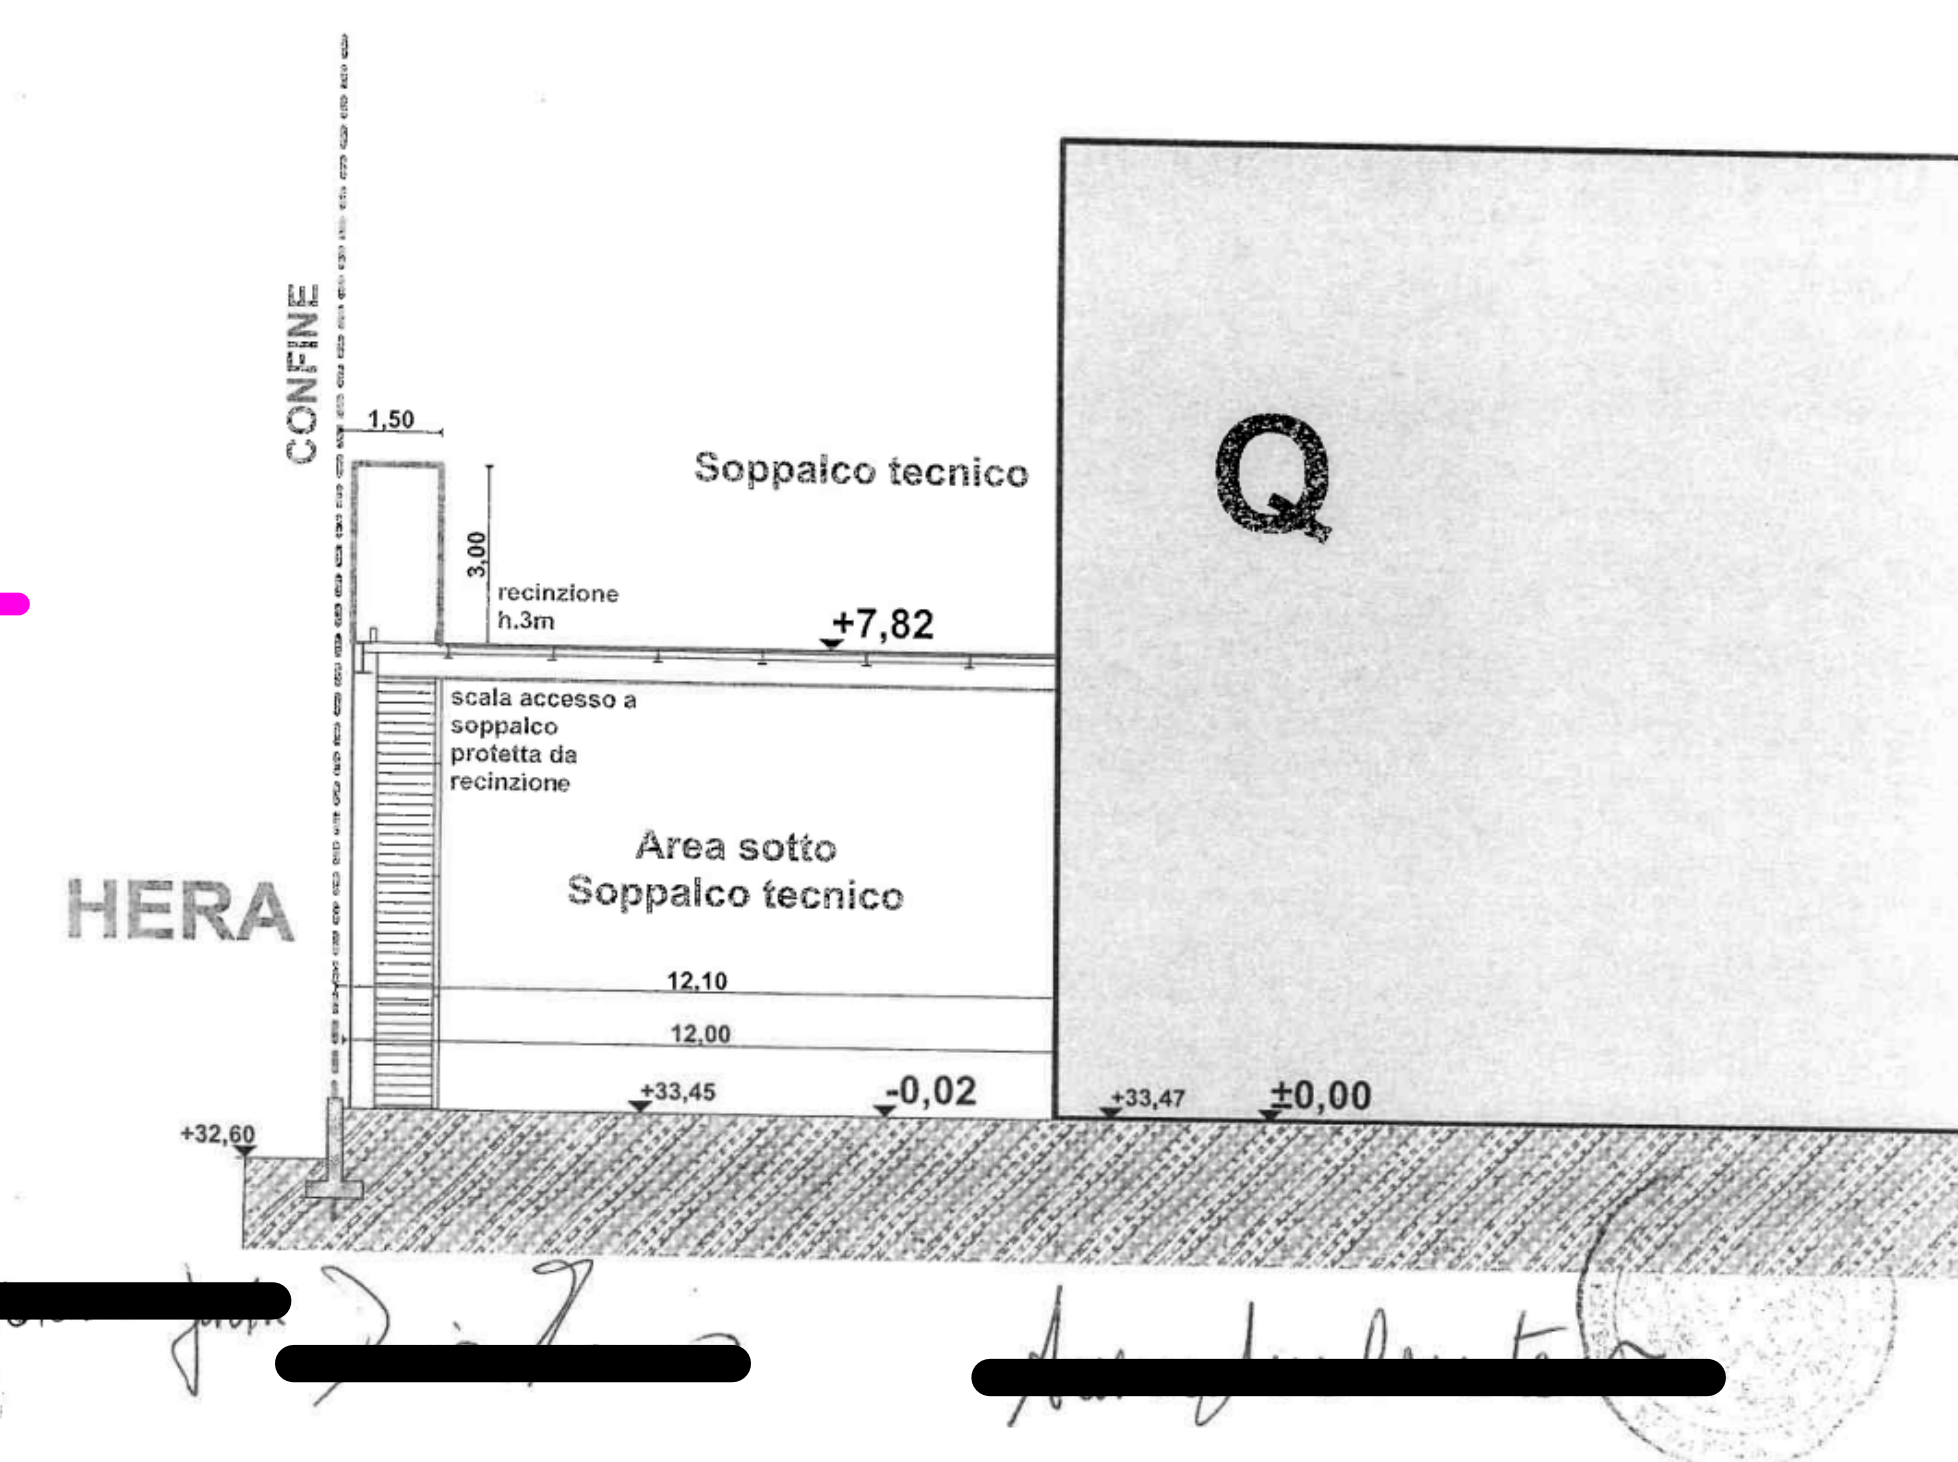 CONFINE
1,50
Soppalco tecnico
Q
3,00
recinzione
h.3m
+7,82
scala accesso a
soppalco
protetta da
recinzione
Area sotto
Soppalco tecnico
HERA
12,10
12,00
+33,45
-0,02
+33,47
±0,00
+32,60